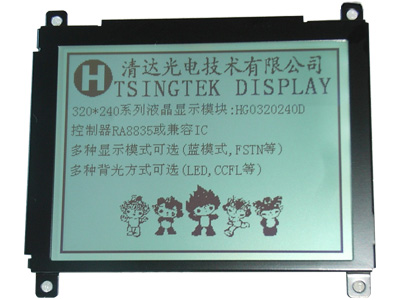 H 清达光电技术有限公司
TSINGTEK DISPLAY
320*240系列液晶显示模块:HG0320240D
控制器RA8835或兼容IC
多种显示模式可选(蓝模式,FSTN等)
多种背光方式可选(LED,CCFL等)